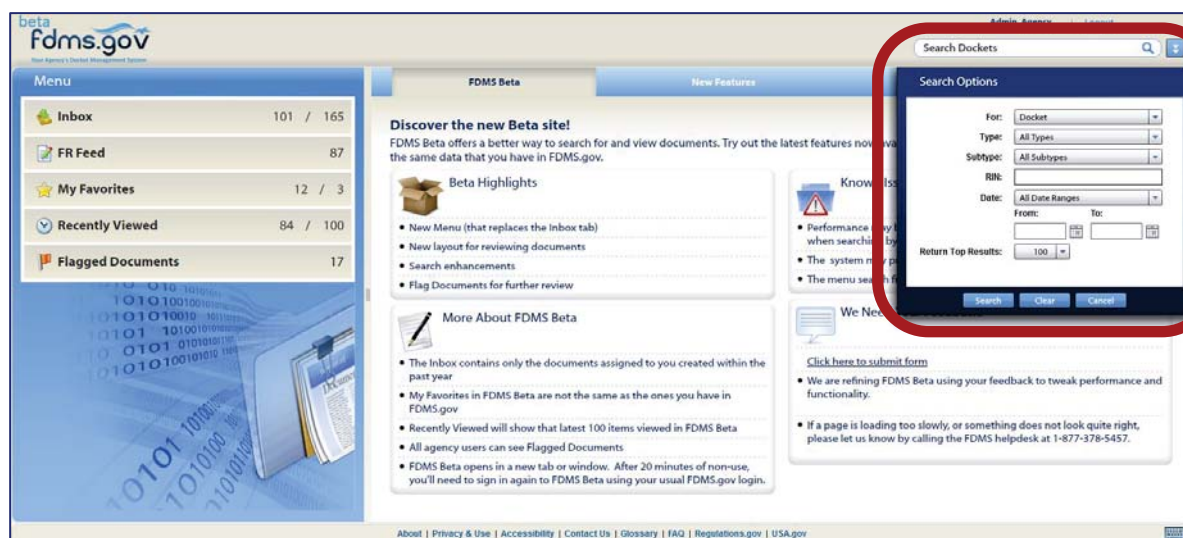 beta
fdms.gov
Your Agency's Docket Management System
Admin, Agency | Logout
Search Dockets
Menu
Inbox 101 / 165
FR Feed 87
My Favorites 12 / 3
Recently Viewed 84 / 100
Flagged Documents 17
FDMS Beta
New Features
Discover the new Beta site!
FDMS Beta offers a better way to search for and view documents. Try out the latest features now
the same data that you have in FDMS.gov.
Beta Highlights
• New Menu (that replaces the Inbox tab)
• New layout for reviewing documents
• Search enhancements
• Flag Documents for further review
More About FDMS Beta
• The Inbox contains only the documents assigned to you created within the
past year
• My Favorites in FDMS Beta are not the same as the ones you have in
FDMS.gov
• Recently Viewed will show that latest 100 items viewed in FDMS Beta
• All agency users can see Flagged Documents
• FDMS Beta opens in a new tab or window. After 20 minutes of non-use,
you'll need to sign in again to FDMS Beta using your usual FDMS.gov login.
• Performance
when searching by
• The system
• The menu search
We
Click here to submit form
• We are refining FDMS Beta using your feedback to tweak performance and
functionality.
• If a page is loading too slowly, or something does not look quite right,
please let us know by calling the FDMS helpdesk at 1-877-378-5457.
Search Options
For: Docket
Type: All Types
Subtype: All Subtypes
RIN:
Date: All Date Ranges
From: To:
Return Top Results: 100
Search Clear Cancel
About | Privacy & Use | Accessibility | Contact Us | Glossary | FAQ | Regulations.gov | USA.gov